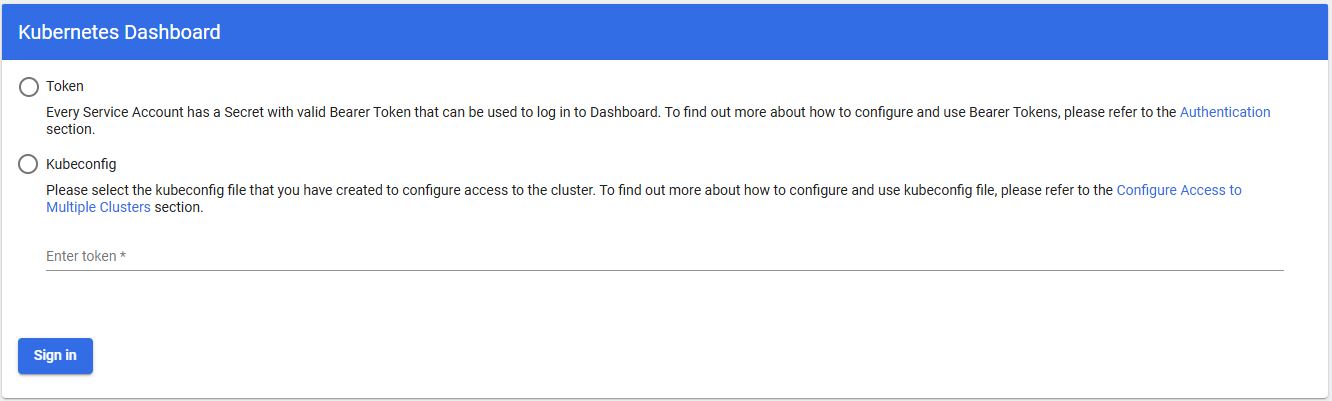 Kubernetes Dashboard
Token
Every Service Account has a Secret with valid Bearer Token that can be used to log in to Dashboard. To find out more about how to configure and use Bearer Tokens, please refer to the Authentication
section.
Kubeconfig
Please select the kubeconfig file that you have created to configure access to the cluster. To find out more about how to configure and use kubeconfig file, please refer to the Configure Access to
Multiple Clusters section.
Enter token *
Sign in